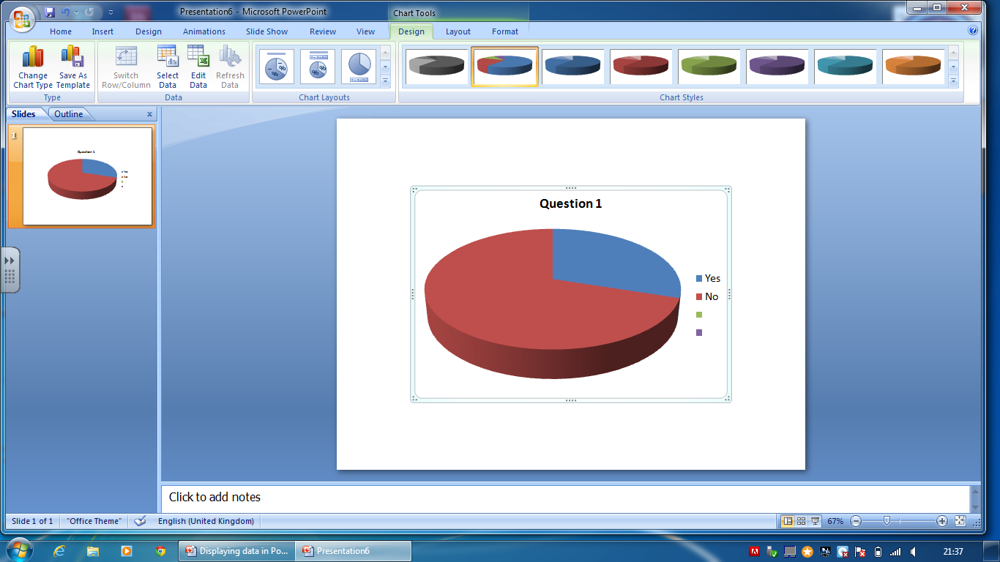 Presentation6 - Microsoft PowerPoint
Chart Tools
Home Insert Design Animations Slide Show Review View Design Layout Format
Change Chart Type
Save As Template
Switch Row/Column
Select Data
Edit Data
Refresh Data
Type Data Chart Layouts Chart Styles
Slides Outline x
1
Question 1
Yes
No
Question 1
Yes
No
Click to add notes
Slide 1 of 1 "Office Theme" English (United Kingdom) 67%
Displaying data in Po... Presentation6 21:37